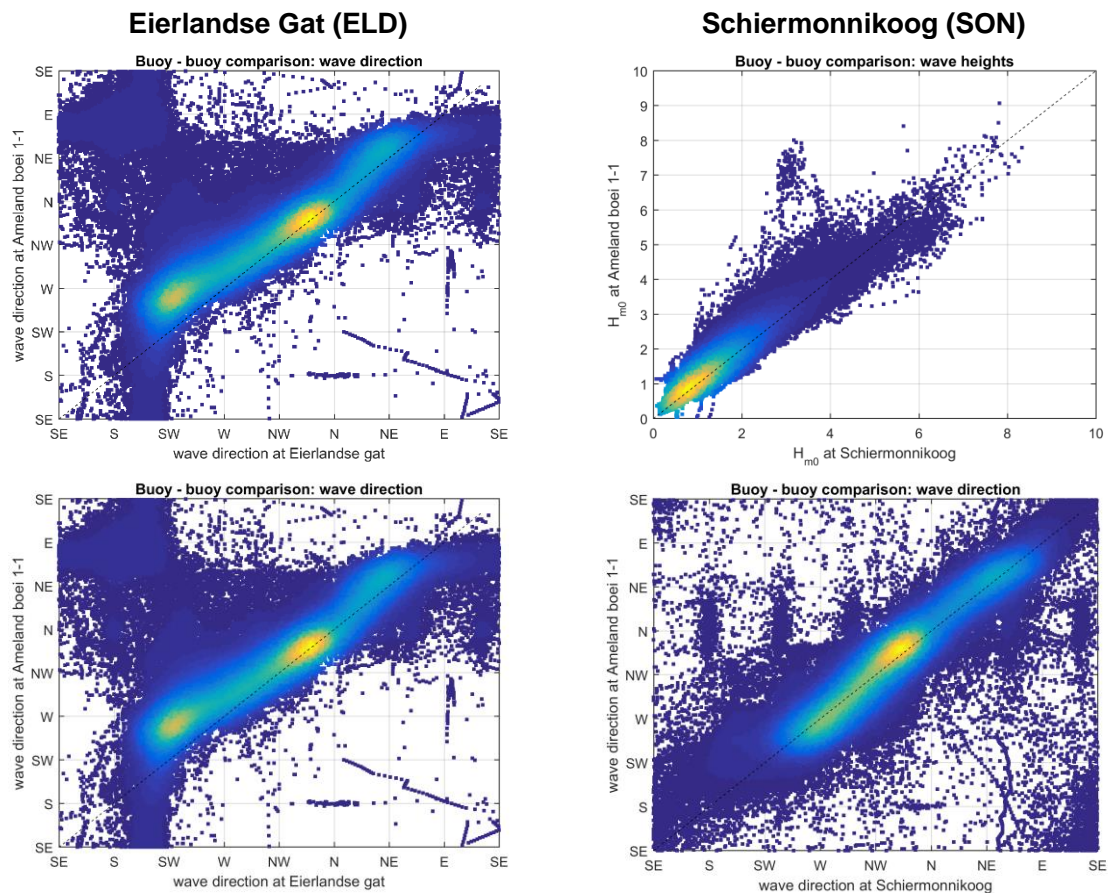 Eierlandse Gat (ELD)
Schiermonnikoog (SON)
Buoy - buoy comparison: wave direction
SE
E
NE
N
NW
W
SW
S
SE
wave direction at Ameland boei 1-1
SE S SW W NW N NE E SE
wave direction at Eierlandse gat
Buoy - buoy comparison: wave heights
10
9
8
7
6
5
4
3
2
1
0
Hm0 at Ameland boei 1-1
0 2 4 6 8 10
Hm0 at Schiermonnikoog
Buoy - buoy comparison: wave direction
SE
E
NE
N
NW
W
SW
S
SE
wave direction at Ameland boei 1-1
SE S SW W NW N NE E SE
wave direction at Eierlandse gat
Buoy - buoy comparison: wave direction
SE
E
NE
N
NW
W
SW
S
SE
wave direction at Ameland boei 1-1
SE S SW W NW N NE E SE
wave direction at Schiermonnikoog